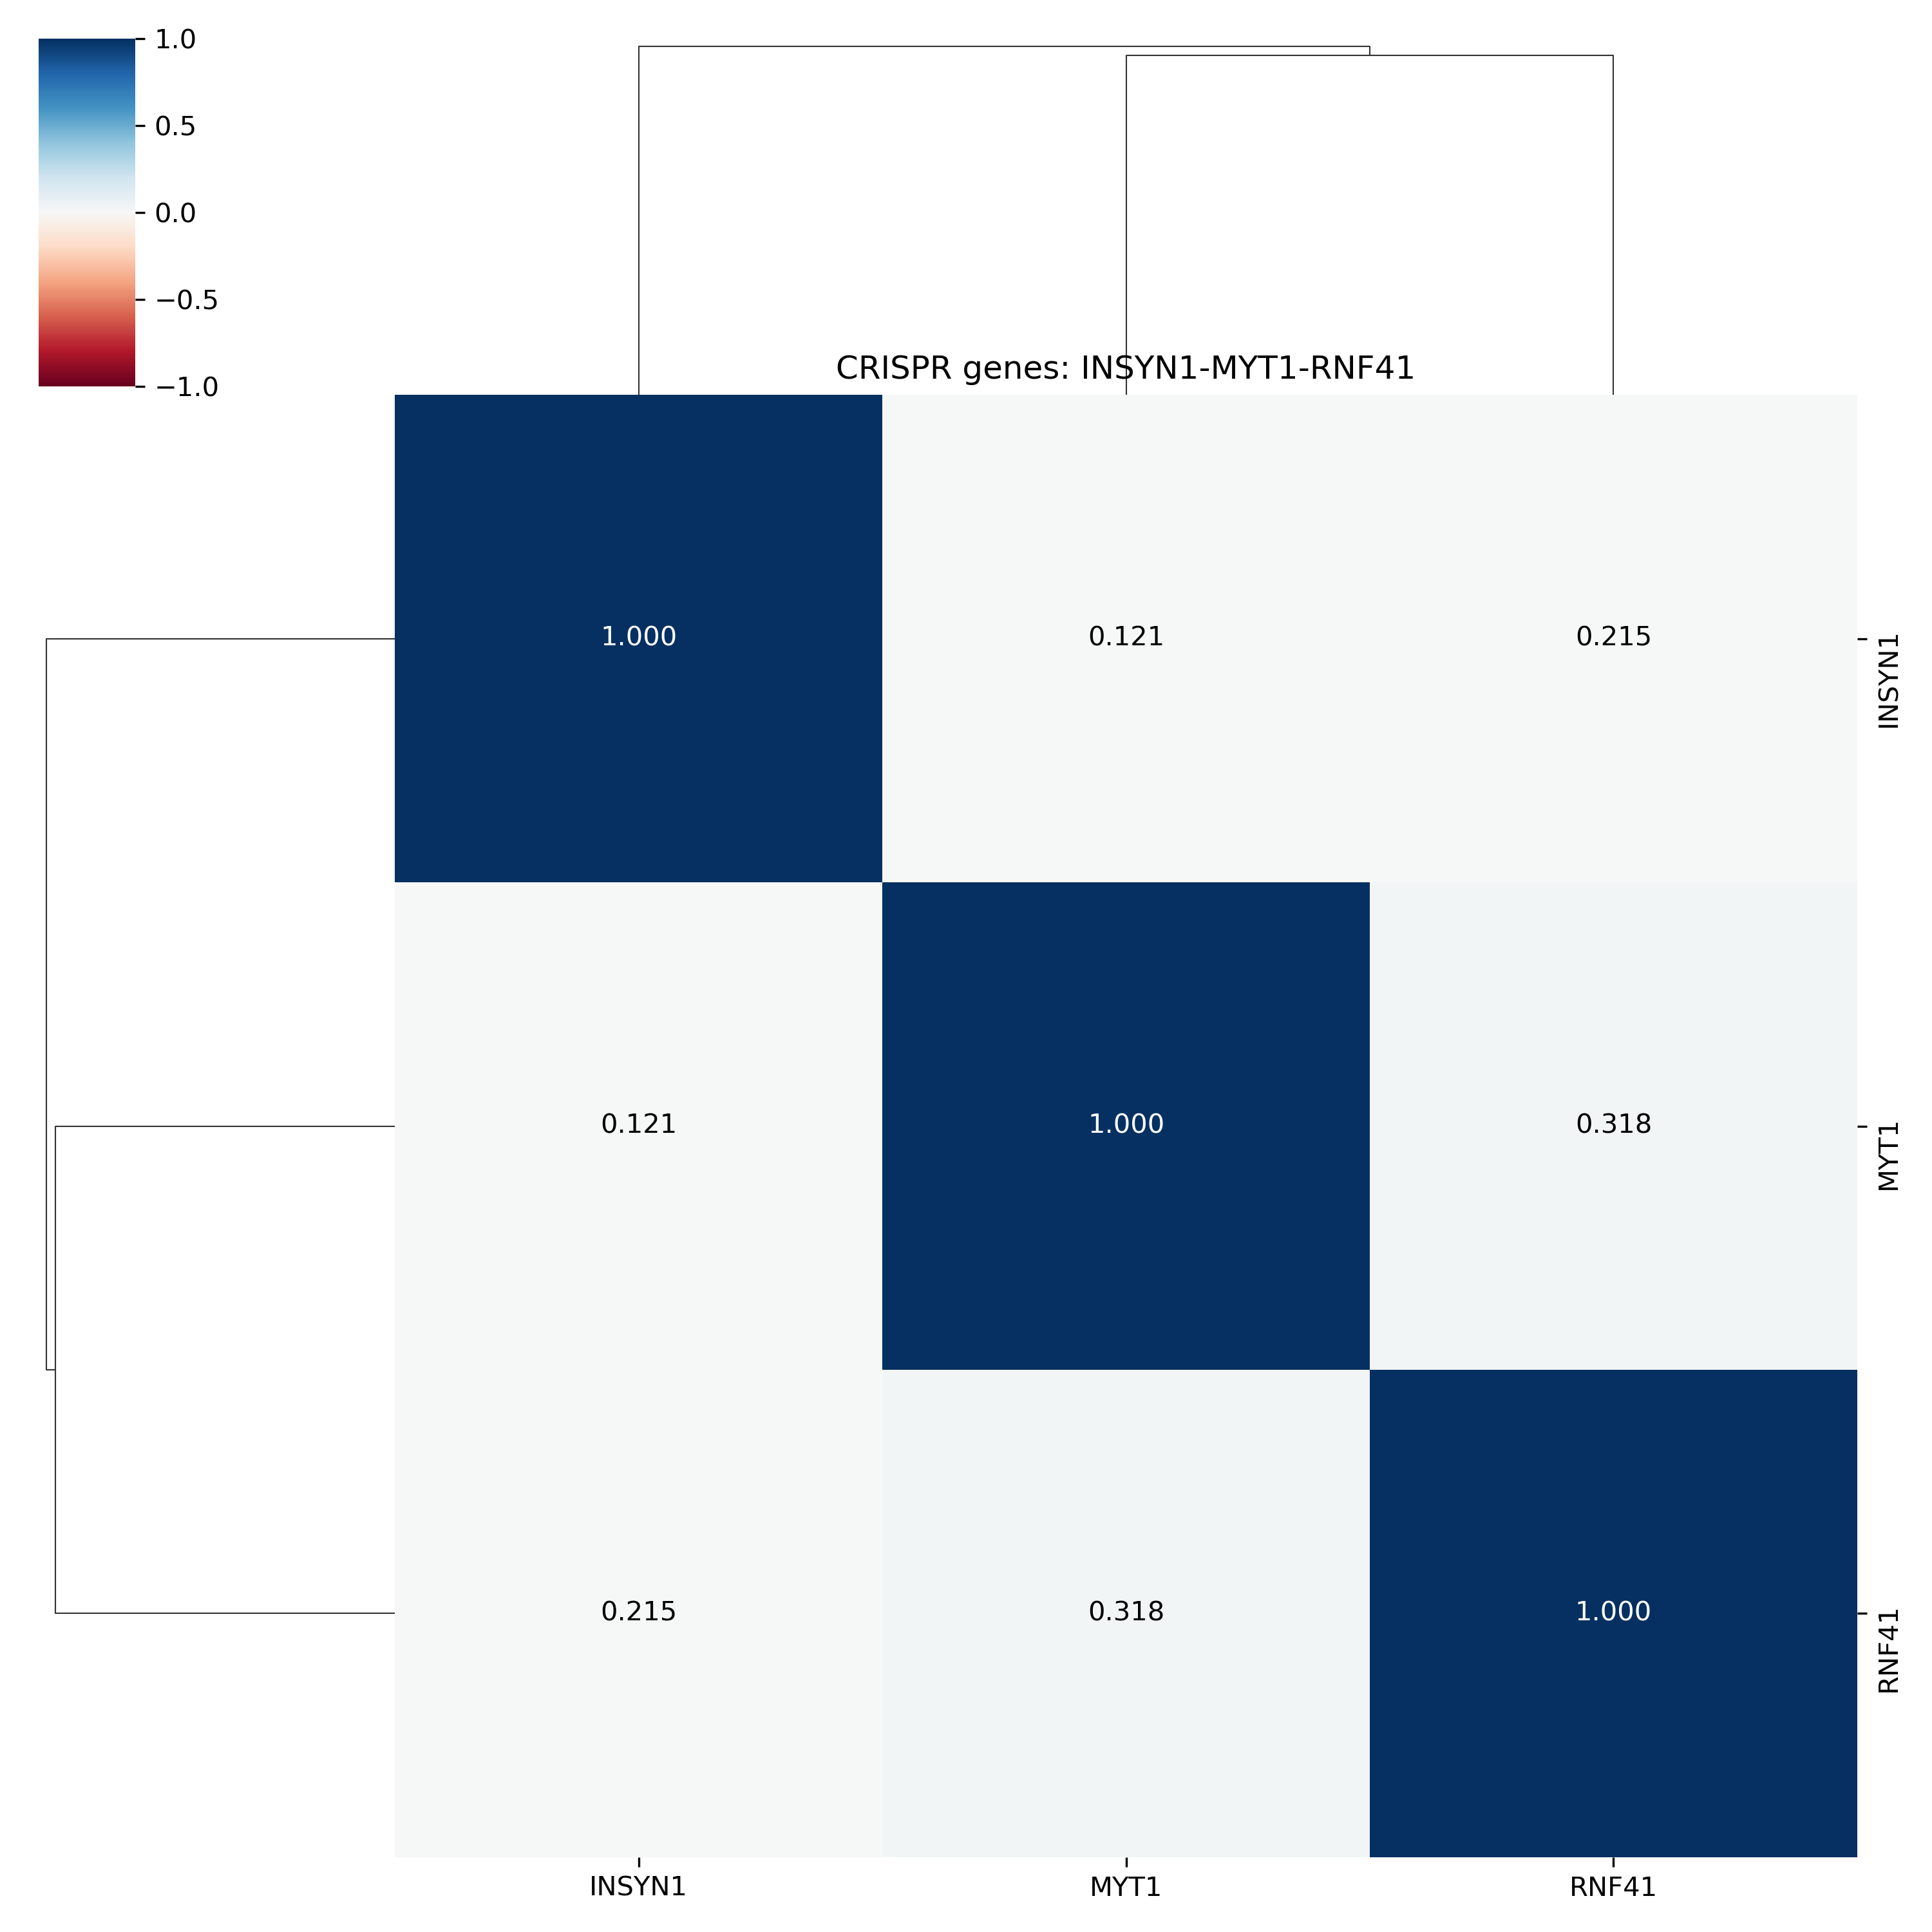 1.0
0.5
0.0
−0.5
−1.0
CRISPR genes: INSYN1-MYT1-RNF41
1.000 0.121 0.215
INSYN1
0.121 1.000 0.318
MYT1
0.215 0.318 1.000
RNF41
INSYN1 MYT1 RNF41